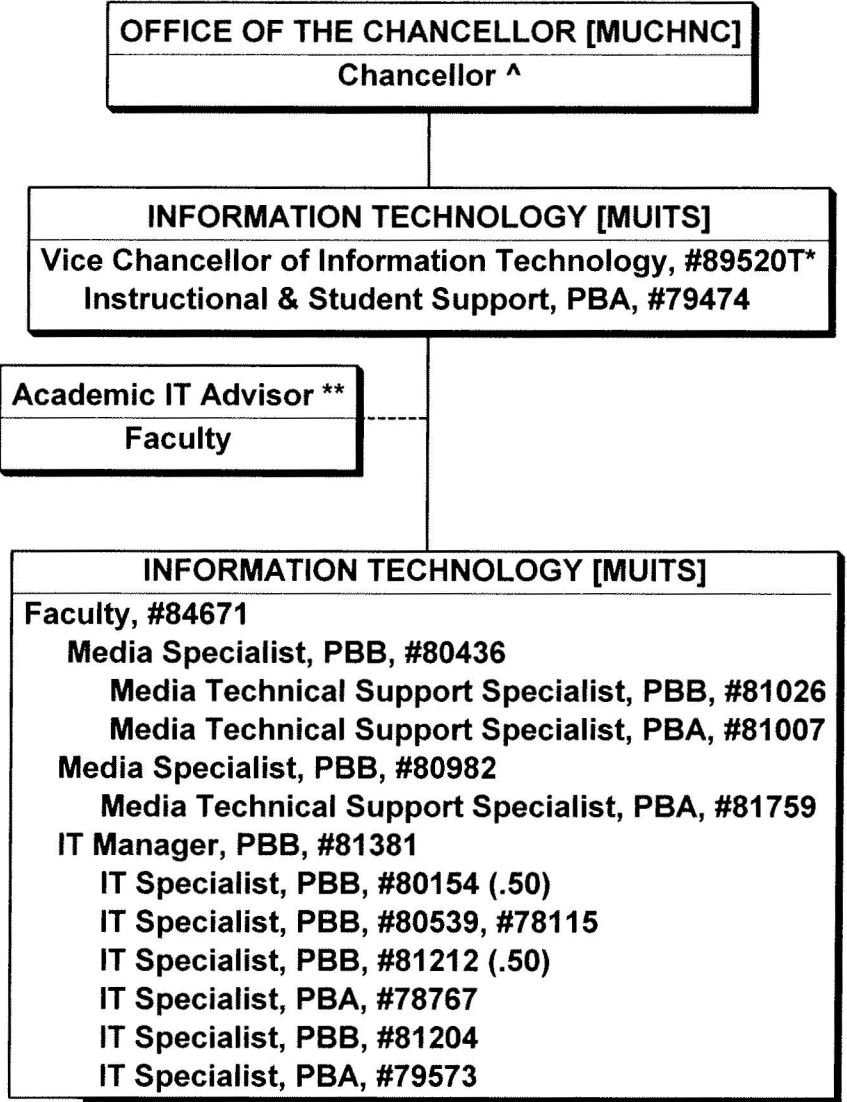 OFFICE OF THE CHANCELLOR [MUCHNC]
Chancellor ^
INFORMATION TECHNOLOGY [MUITS]
Vice Chancellor of Information Technology, #89520T*
Instructional & Student Support, PBA, #79474
Academic IT Advisor **
Faculty
INFORMATION TECHNOLOGY [MUITS]
Faculty, #84671
Media Specialist, PBB, #80436
Media Technical Support Specialist, PBB, #81026
Media Technical Support Specialist, PBA, #81007
Media Specialist, PBB, #80982
Media Technical Support Specialist, PBA, #81759
IT Manager, PBB, #81381
IT Specialist, PBB, #80154 (.50)
IT Specialist, PBB, #80539, #78115
IT Specialist, PBB, #81212 (.50)
IT Specialist, PBA, #78767
IT Specialist, PBB, #81204
IT Specialist, PBA, #79573